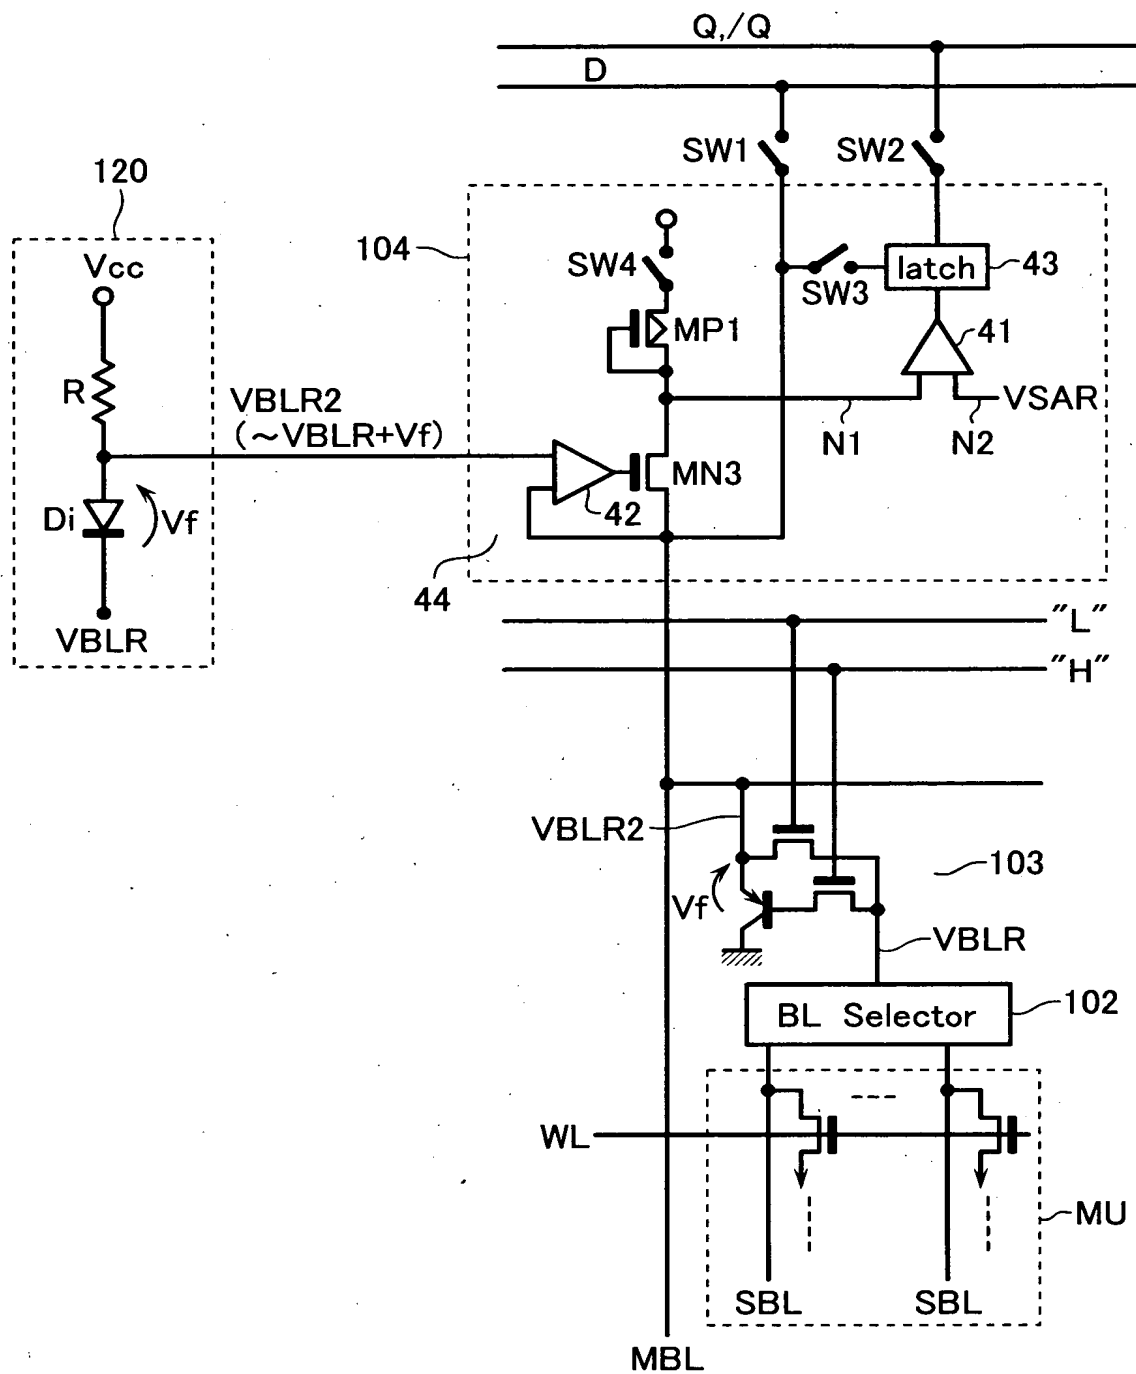 Q,/Q
D
SW1
SW2
120
104
Vcc
SW4
SW3
latch
43
MP1
41
R
VBLR2
(~VBLR+Vf)
N1
N2
VSAR
MN3
42
Di
Vf
44
VBLR
"L"
"H"
VBLR2
103
Vf
VBLR
BL Selector
102
WL
MU
SBL
SBL
MBL